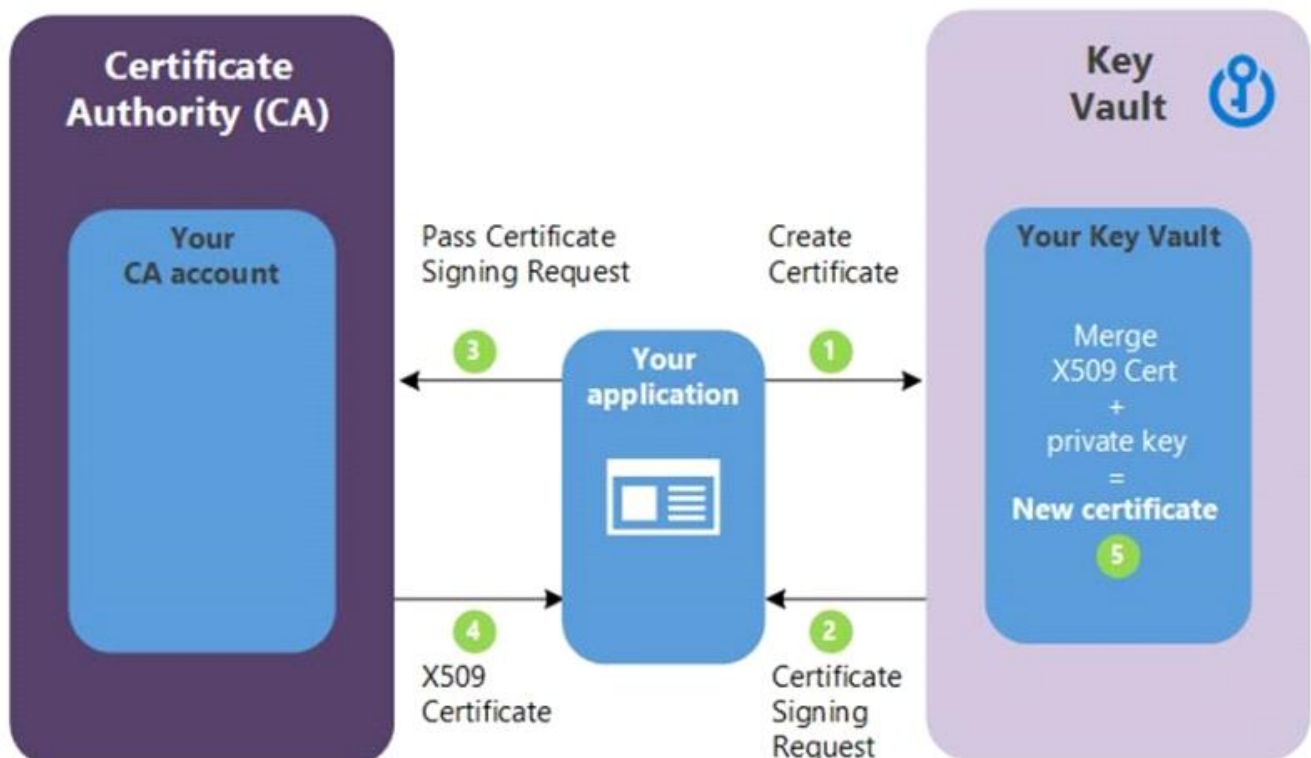 Certificate
Authority (CA)
Your
CA account
Pass Certificate
Signing Request
3
4
X509
Certificate
Your
application
Create
Certificate
1
2
Certificate
Signing
Request
Key
Vault
Your Key Vault
Merge
X509 Cert
+
private key
=
New certificate
5